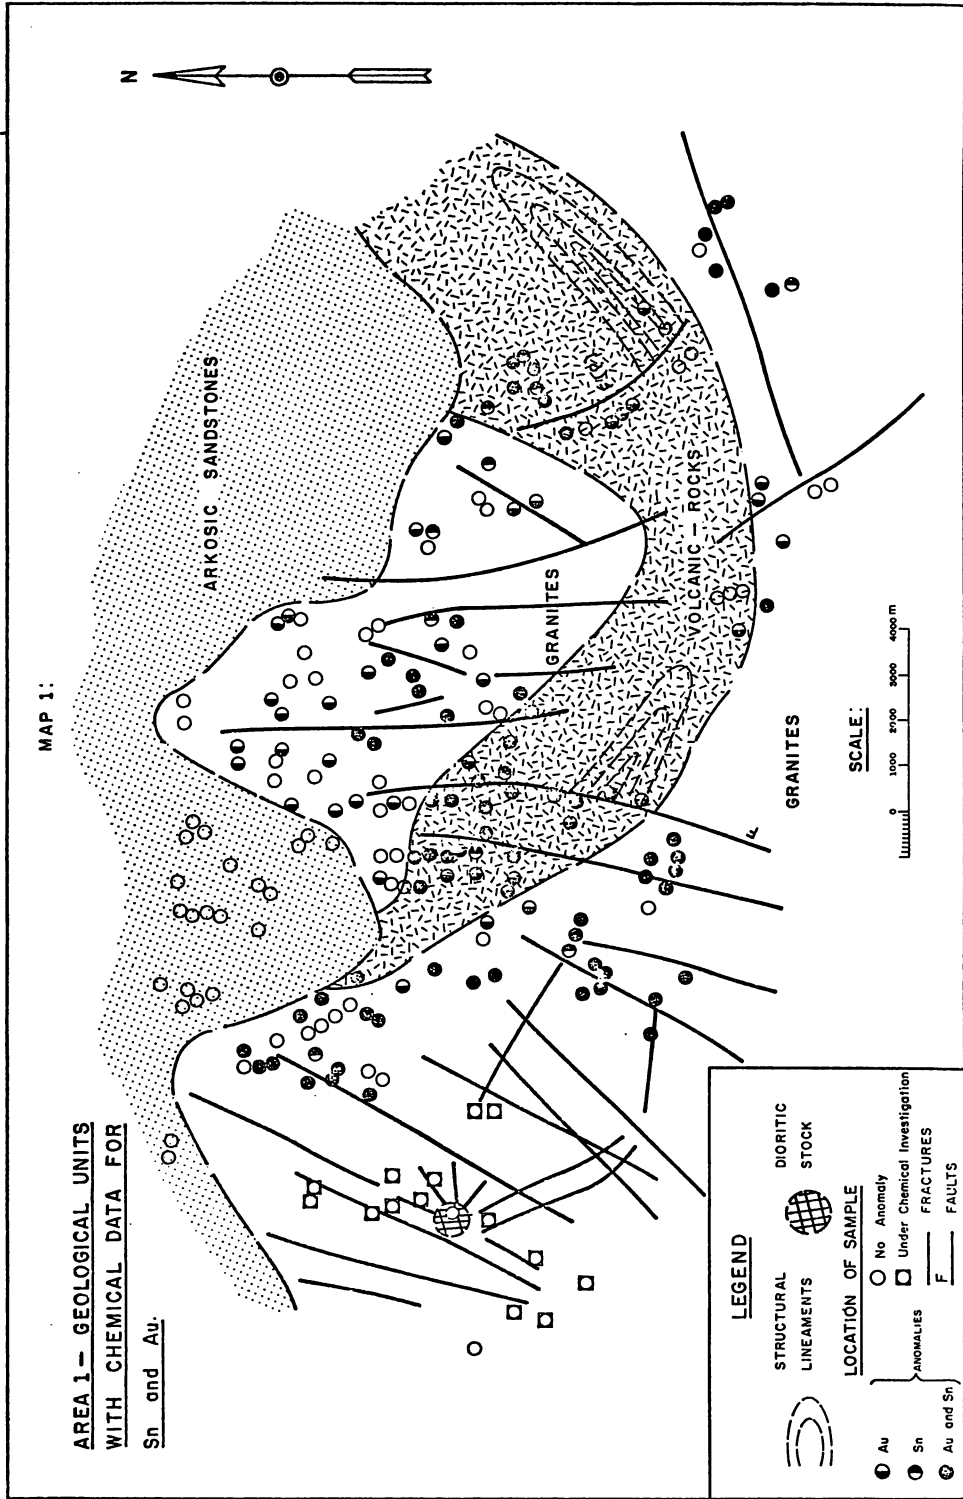 MAP 1:
AREA 1 - GEOLOGICAL UNITS
WITH CHEMICAL DATA FOR
Sn and Au.
N
ARKOSIC SANDSTONES
GRANITES
VOLCANIC - ROCKS
F
F
GRANITES
SCALE:
0 1000 2000 3000 4000 m
LEGEND
STRUCTURAL
LINEAMENTS
DIORITIC
STOCK
LOCATION OF SAMPLE
Au
Sn
Au and Sn
ANOMALIES
No Anomaly
Under Chemical Investigation
FRACTURES
F FAULTS